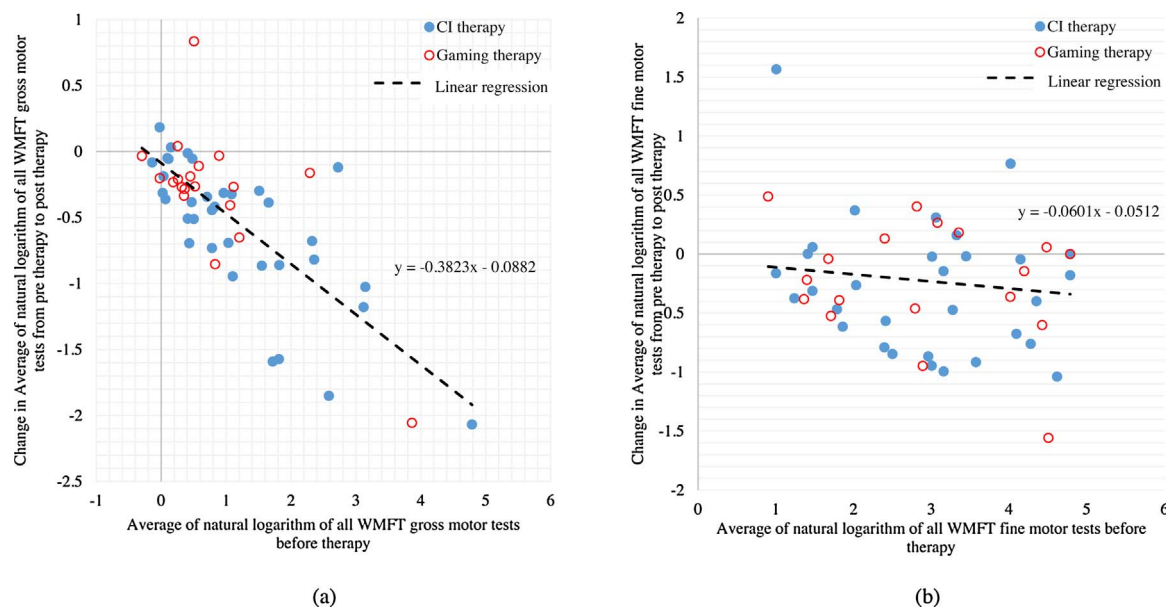 1
0.5
0
-0.5
-1
-1.5
-2
-2.5
-1 0 1 2 3 4 5 6
Change in Average of natural logarithm of all WMFT gross motor
tests from pre therapy to post therapy
CI therapy
Gaming therapy
Linear regression
y = -0.3823x - 0.0882
Average of natural logarithm of all WMFT gross motor tests
before therapy
(a)
2
1.5
1
0.5
0
-0.5
-1
-1.5
-2
0 1 2 3 4 5 6
Change in Average of natural logarithm of all WMFT fine motor
tests from pre therapy to post therapy
CI therapy
Gaming therapy
Linear regression
y = -0.0601x - 0.0512
Average of natural logarithm of all WMFT fine motor tests before
therapy
(b)